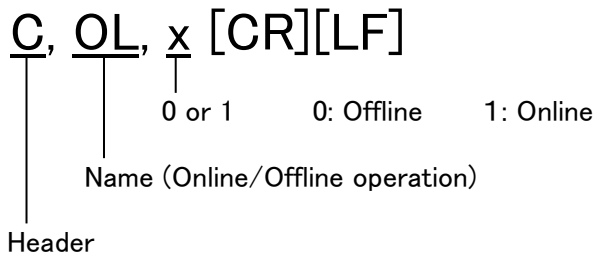 C, OL, x [CR][LF]
0 or 1 0: Offline 1: Online
Name (Online/Offline operation)
Header